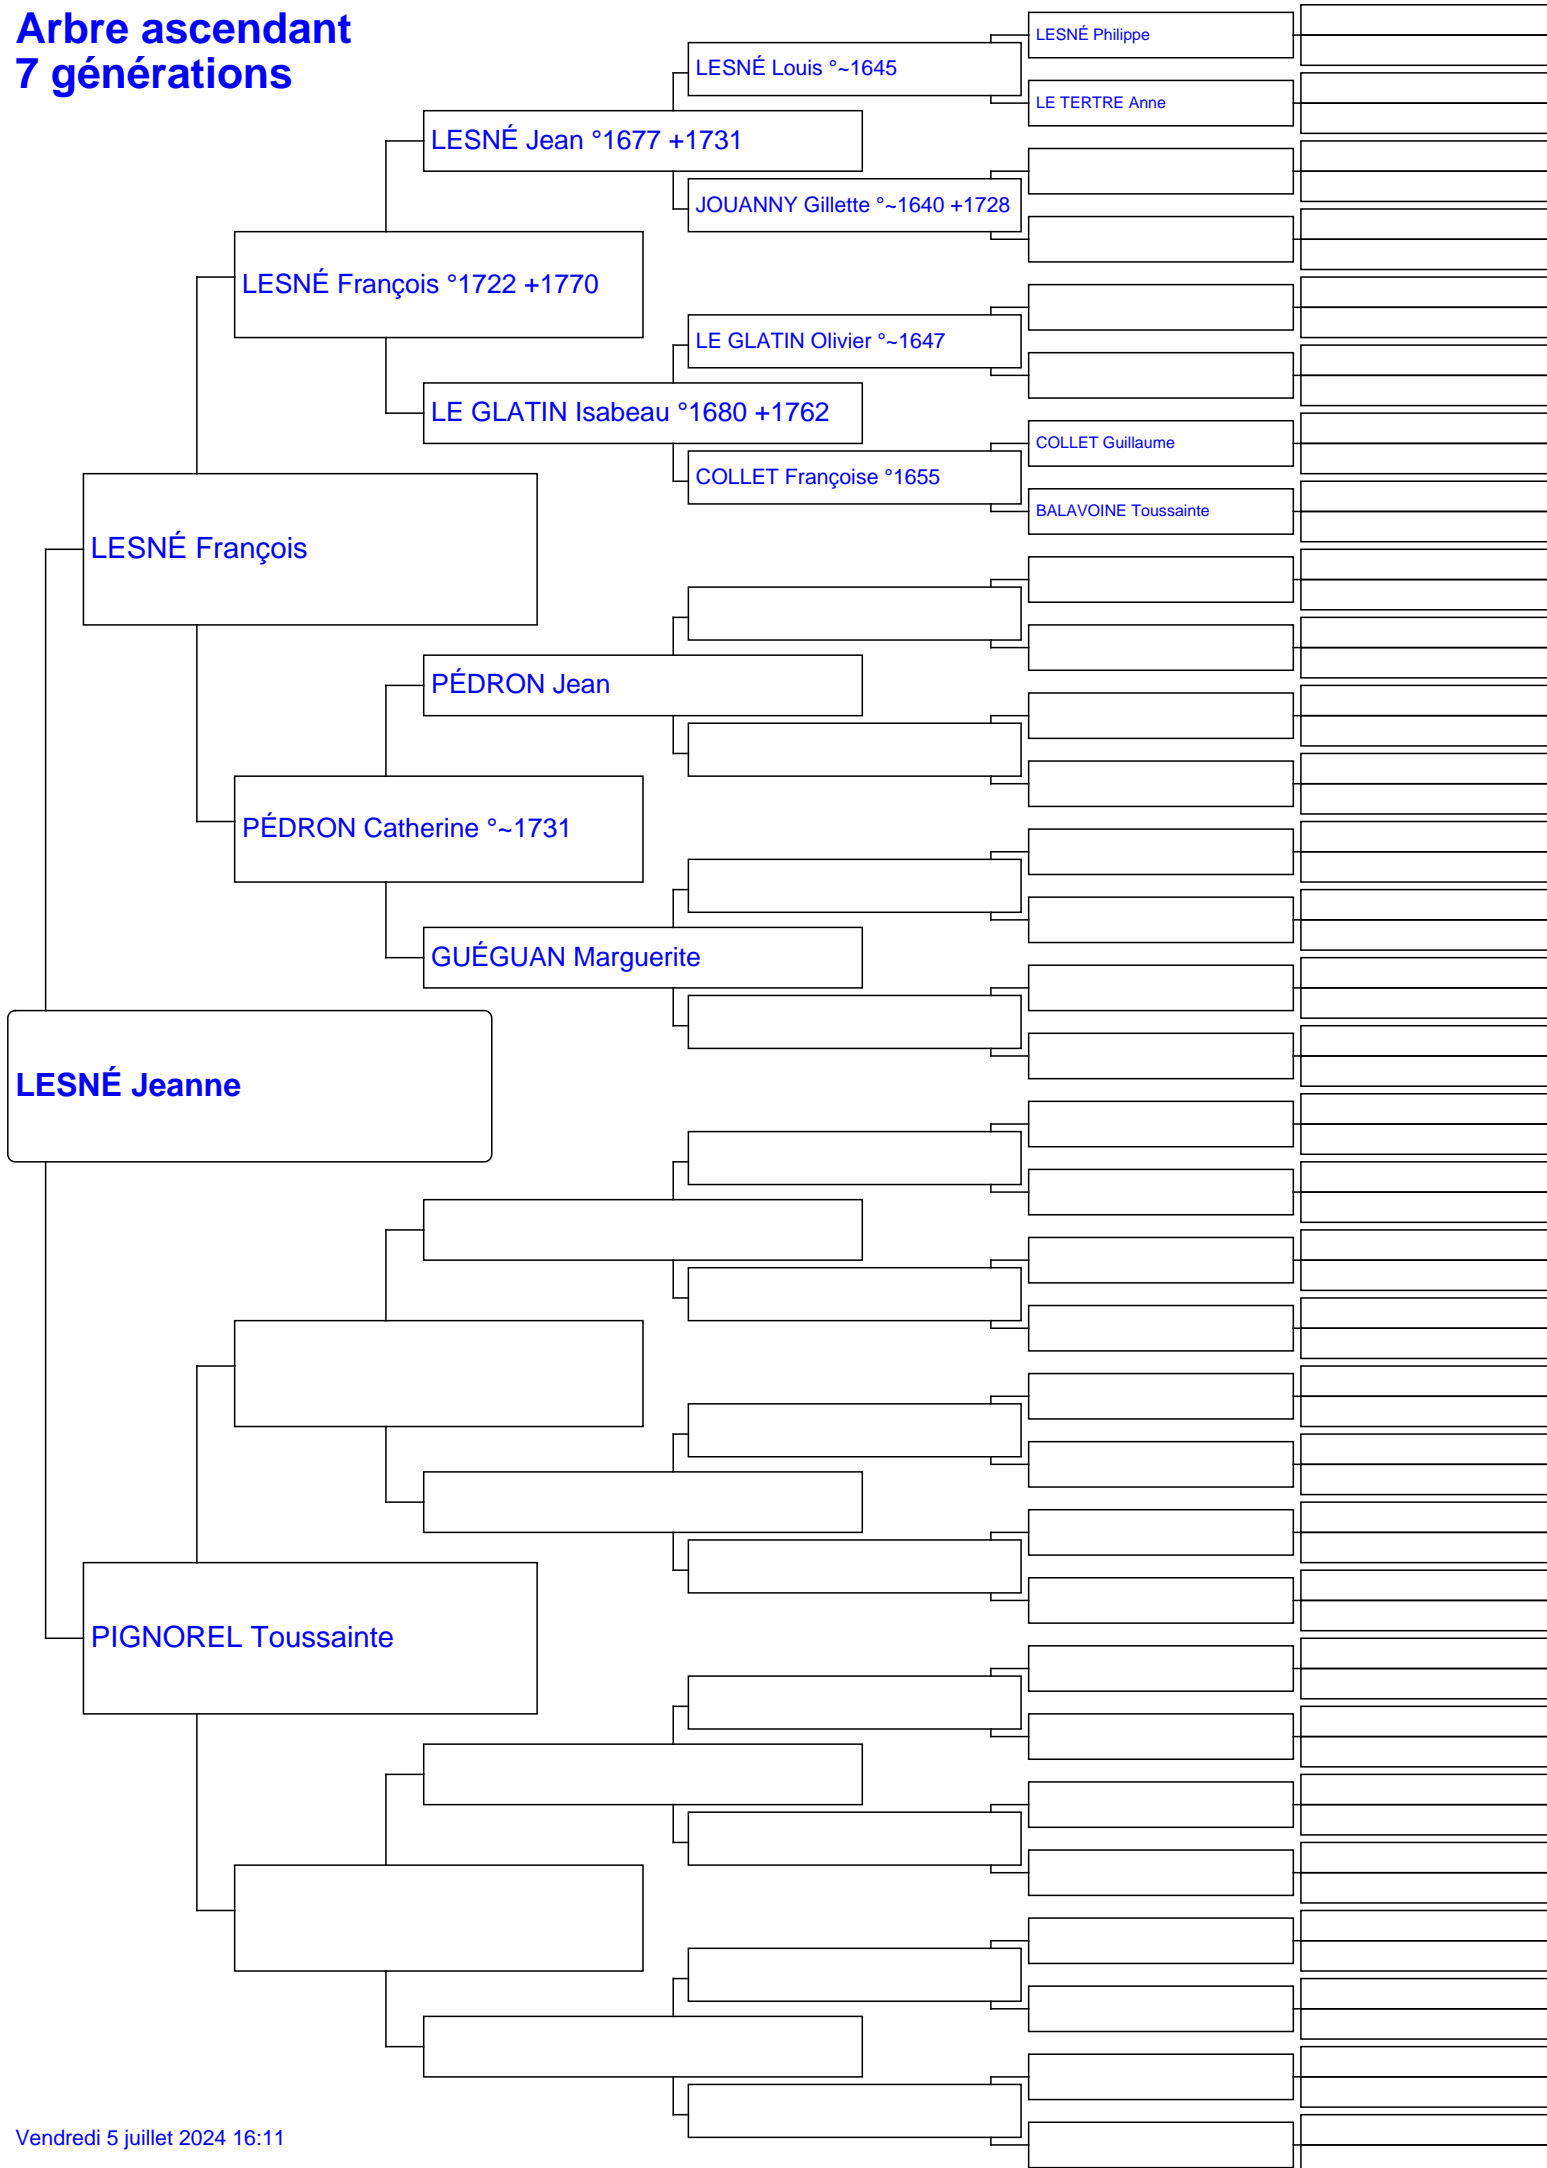 Arbre ascendant
7 générations
LESNÉ Philippe
LESNÉ Louis °~1645
LE TERTRE Anne
LESNÉ Jean °1677 +1731
JOUANNY Gillette °~1640 +1728
LESNÉ François °1722 +1770
LE GLATIN Olivier °~1647
LE GLATIN Isabeau °1680 +1762
COLLET Guillaume
COLLET Françoise °1655
BALAVOINE Toussainte
LESNÉ François
PÉDRON Jean
PÉDRON Catherine °~1731
GUÉGUAN Marguerite
LESNÉ Jeanne
PIGNOREL Toussainte
Vendredi 5 juillet 2024 16:11